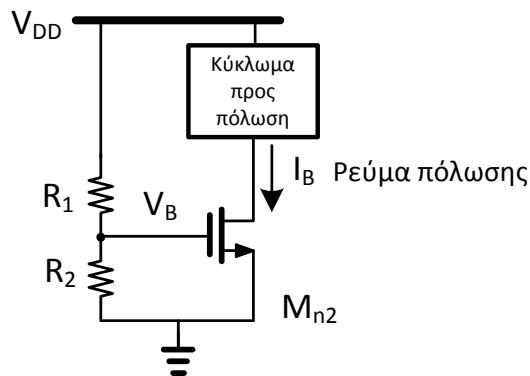 V_DD
Κύκλωμα
προς
πόλωση
I_B Ρεύμα πόλωσης
R_1
V_B
R_2
M_n2